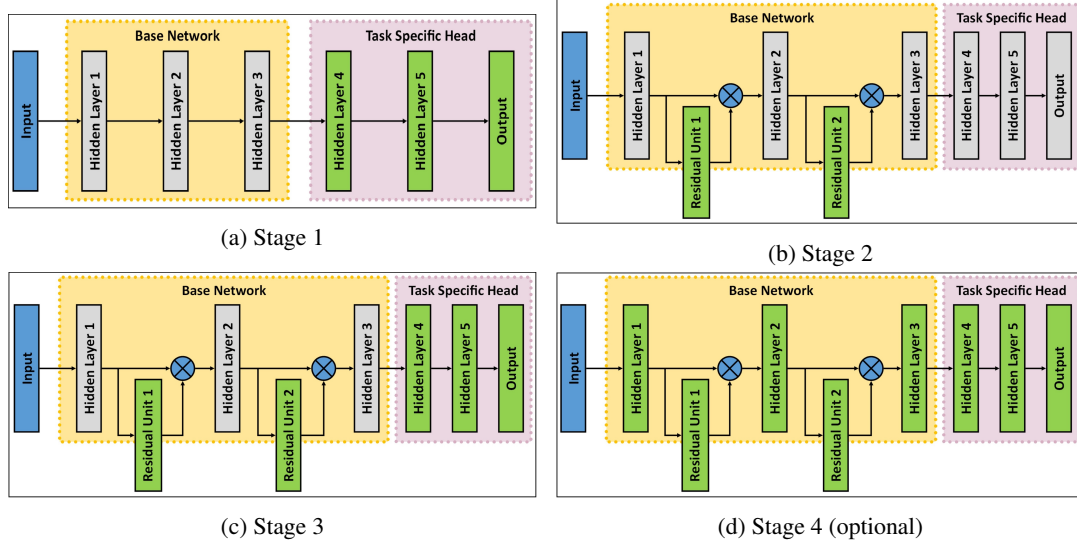 Base Network
Task Specific Head
Input
Hidden Layer 1
Hidden Layer 2
Hidden Layer 3
Hidden Layer 4
Hidden Layer 5
Output
(a) Stage 1
Base Network
Task Specific Head
Input
Hidden Layer 1
Residual Unit 1
Hidden Layer 2
Residual Unit 2
Hidden Layer 3
Hidden Layer 4
Hidden Layer 5
Output
(b) Stage 2
Base Network
Task Specific Head
Input
Hidden Layer 1
Residual Unit 1
Hidden Layer 2
Residual Unit 2
Hidden Layer 3
Hidden Layer 4
Hidden Layer 5
Output
(c) Stage 3
Base Network
Task Specific Head
Input
Hidden Layer 1
Residual Unit 1
Hidden Layer 2
Residual Unit 2
Hidden Layer 3
Hidden Layer 4
Hidden Layer 5
Output
(d) Stage 4 (optional)